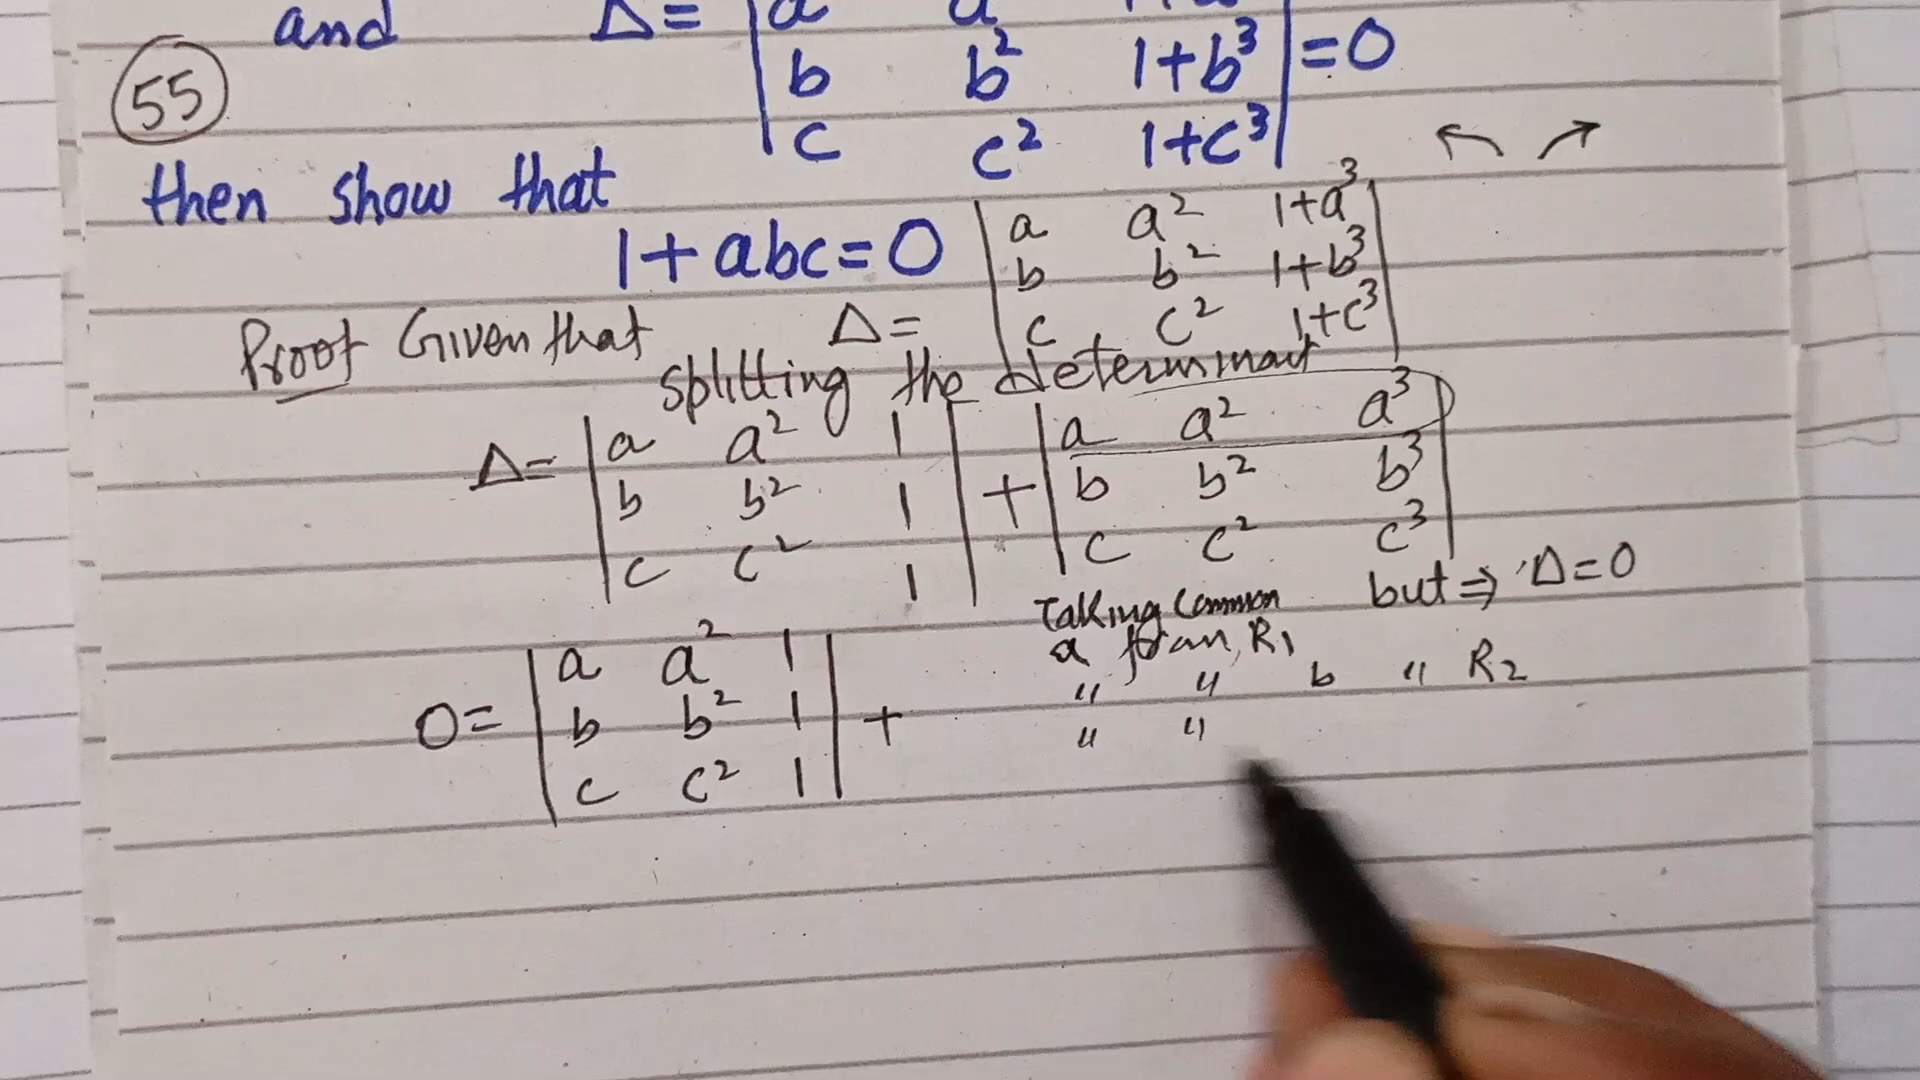 and Δ= | a a 1+a
(55)
b b² 1+b³ | =0
c c² 1+c³
then show that
1+abc=0
a a² 1+a³
b b² 1+b³
Proof Given that Δ= | c c² 1+c³ |
splitting the determinant
Δ= | a a² 1 | + | a a² a³ |
b b² 1 b b² b³
c c² 1 c c² c³
but ⇒ Δ=0
Taking Common
a from R1
" " b " R2
" "
0= | a a² 1 | +
b b² 1
c c² 1